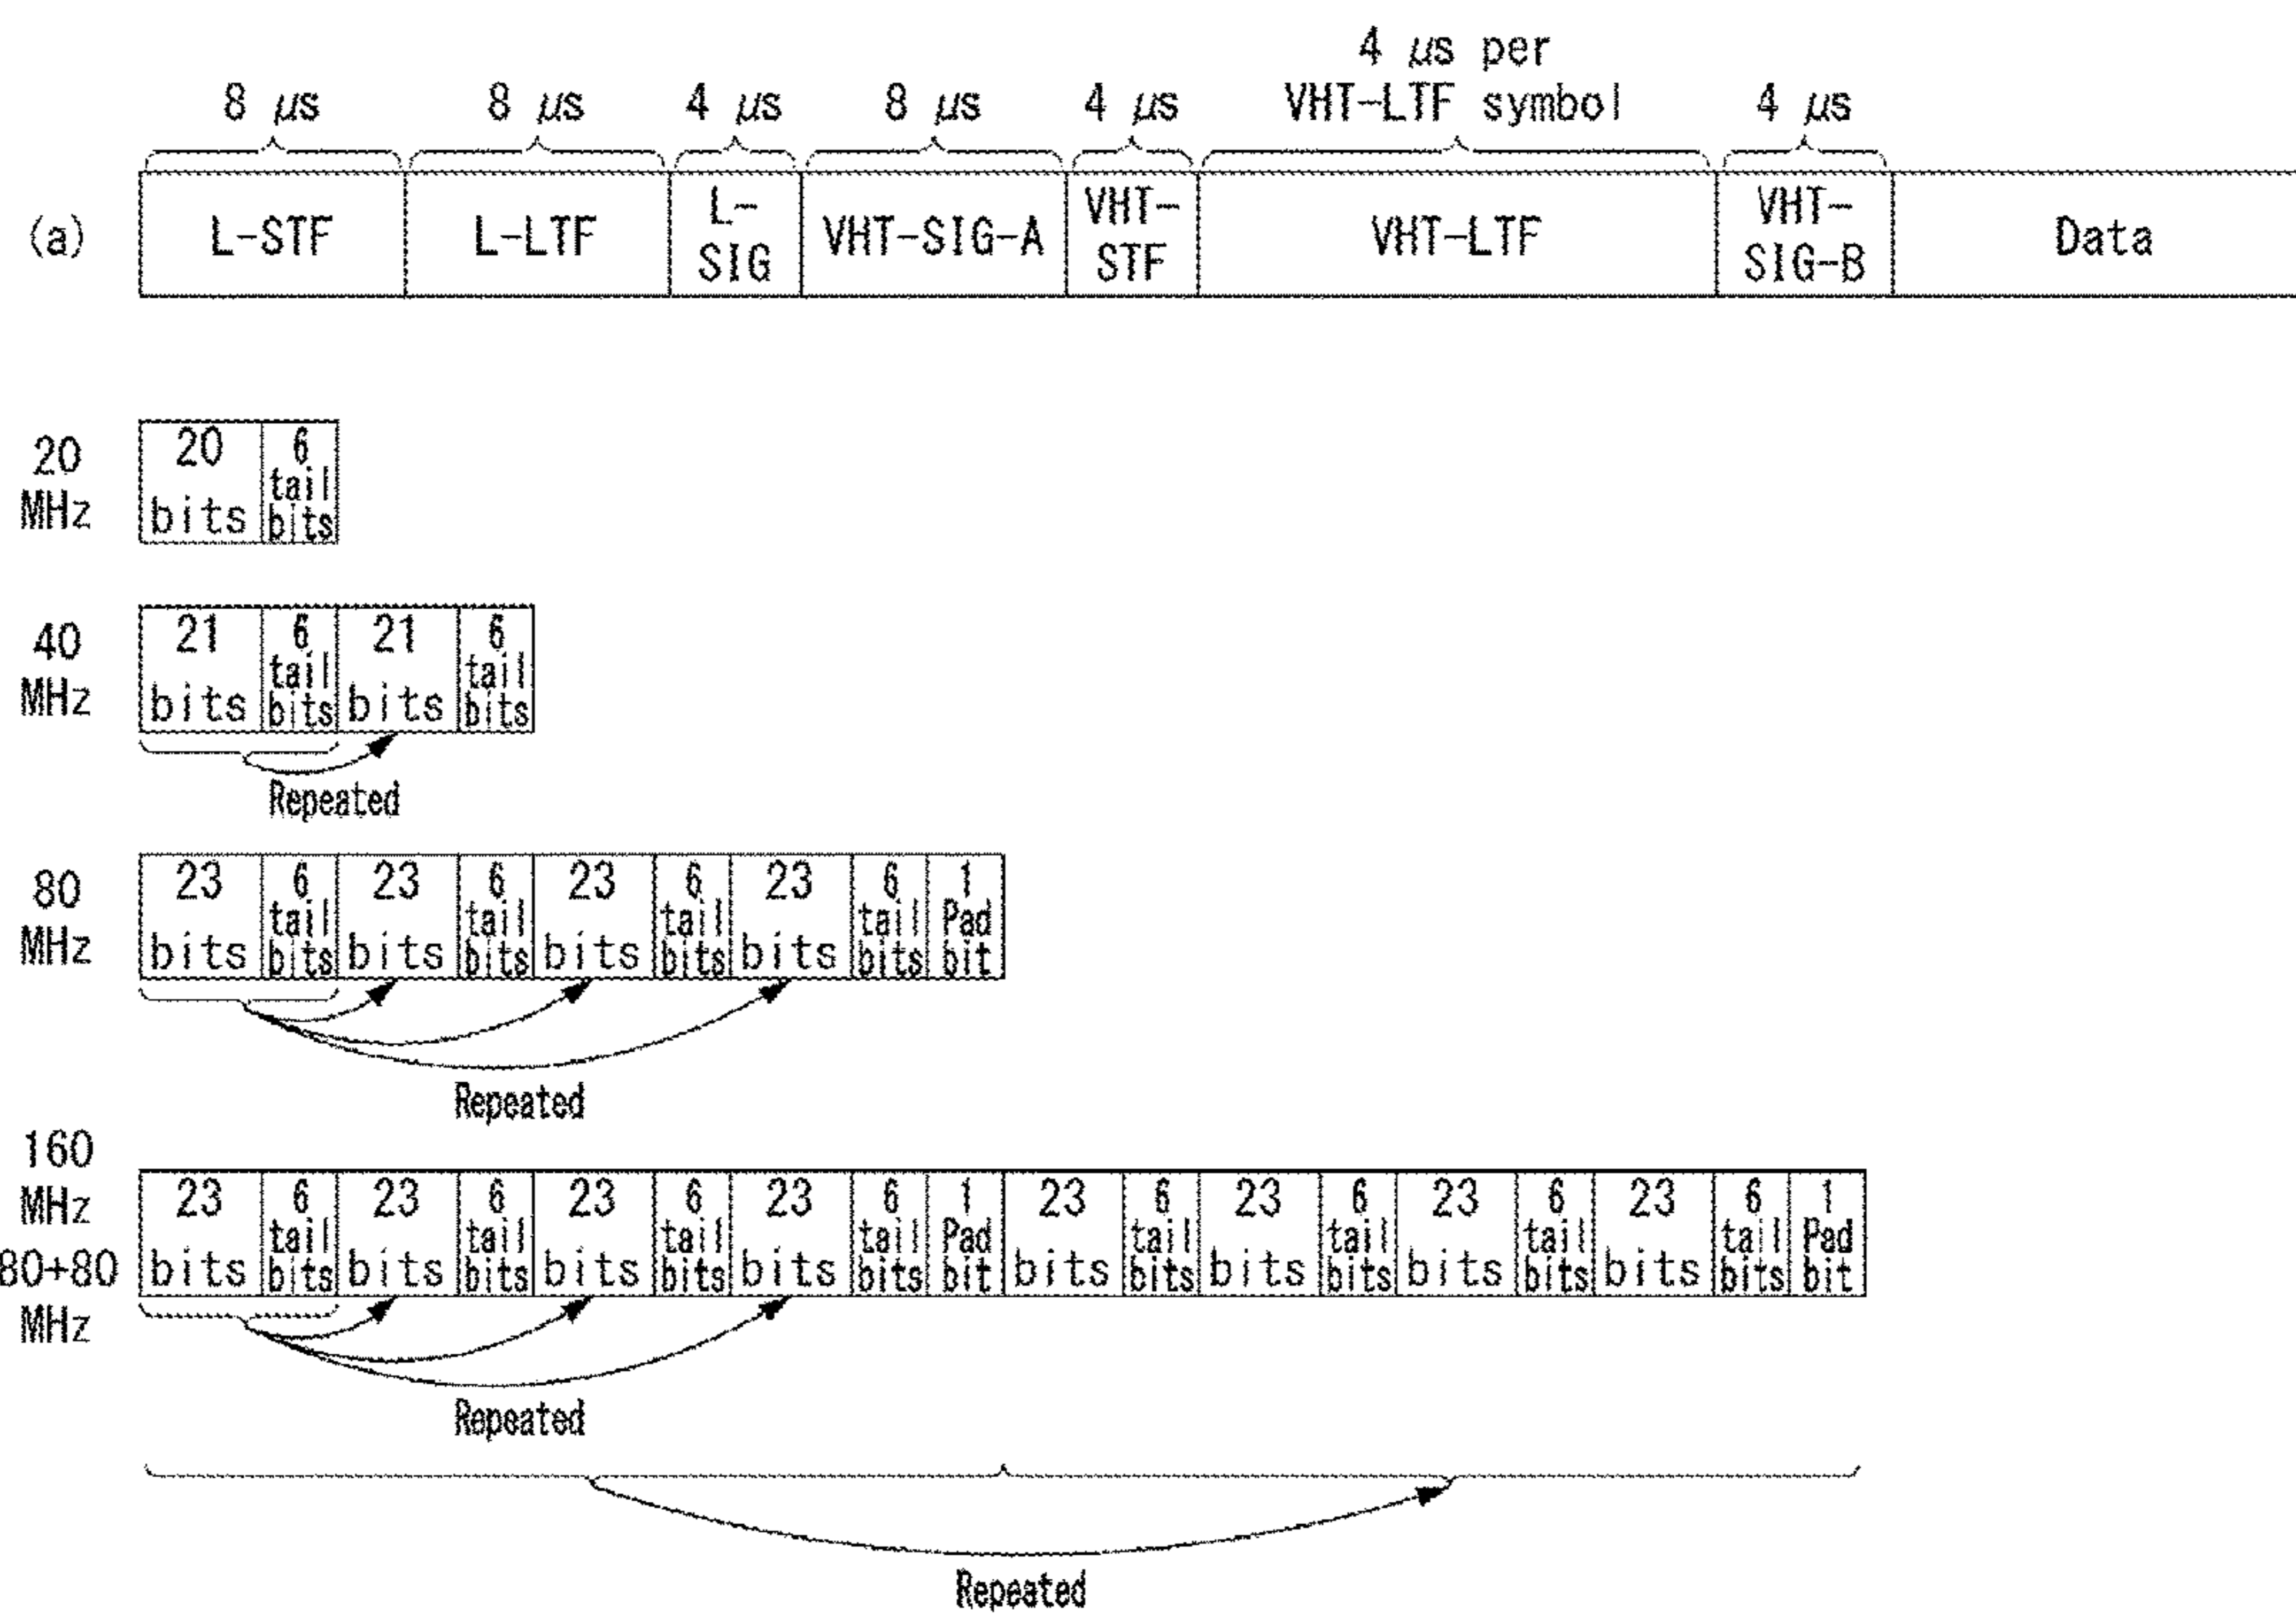 4 μs per
8 μs 8 μs 4 μs 8 μs 4 μs VHT-LTF symbol 4 μs
(a) L-STF L-LTF L- SIG VHT-SIG-A VHT- STF VHT-LTF VHT- SIG-B Data
20 MHz
20 bits 6 tail bits
40 MHz
21 bits 6 tail bits 21 bits 6 tail bits
Repeated
80 MHz
23 bits 6 tail bits 23 bits 6 tail bits 23 bits 6 tail bits 23 bits 6 tail bits 1 Pad bit
Repeated
160 MHz
80+80 MHz
23 bits 6 tail bits 23 bits 6 tail bits 23 bits 6 tail bits 23 bits 6 tail bits 1 Pad bit 23 bits 6 tail bits 23 bits 6 tail bits 23 bits 6 tail bits 23 bits 6 tail bits 1 Pad bit
Repeated
Repeated